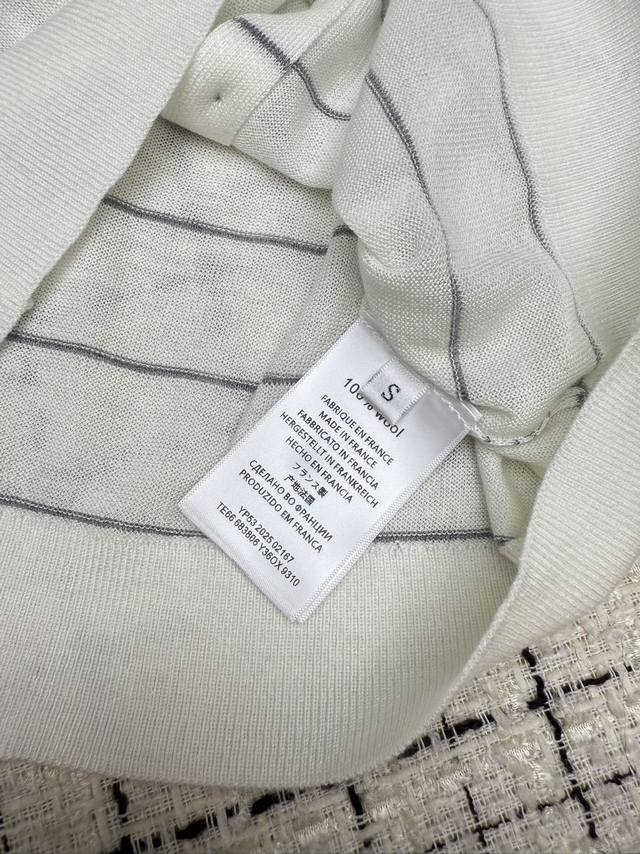 S
100% wool
FABRIQUE EN FRANCE
MADE IN FRANCE
FABBRICATO IN FRANCIA
HERGESTELLT IN FRANKREICH
HECHO EN FRANCIA
フランス製
产地法国
СДЕЛАНО ВО ФРАНЦИИ
PRODUZIDO EM FRANCA
YP53 2025 02167
TE66 683806 Y36OX 9310